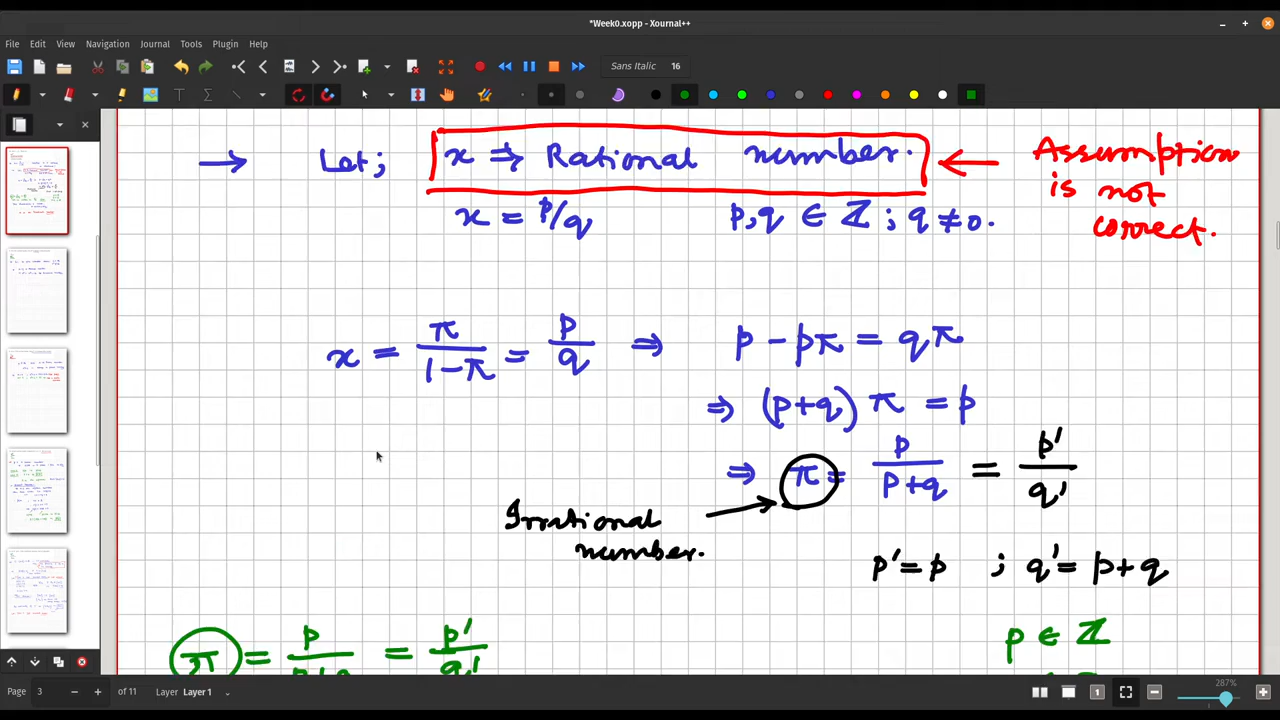 *Week0.xopp - Xournal++
File Edit View Navigation Journal Tools Plugin Help
Sans Italic 16
→ Let; x ⇒ Rational number. ← Assumption
is not
correct.
x = p/q p,q ∈ ℤ ; q ≠ 0.
x = π/(1-π) = p/q ⇒ p - pπ = qπ
⇒ (p+q) π = p
⇒ π = p/(p+q) = p'/q'
Irrational
number.
p' = p ; q' = p+q
π = p/(p+q) = p'/q' p ∈ ℤ
Page 3 of 11 Layer Layer 1 287%